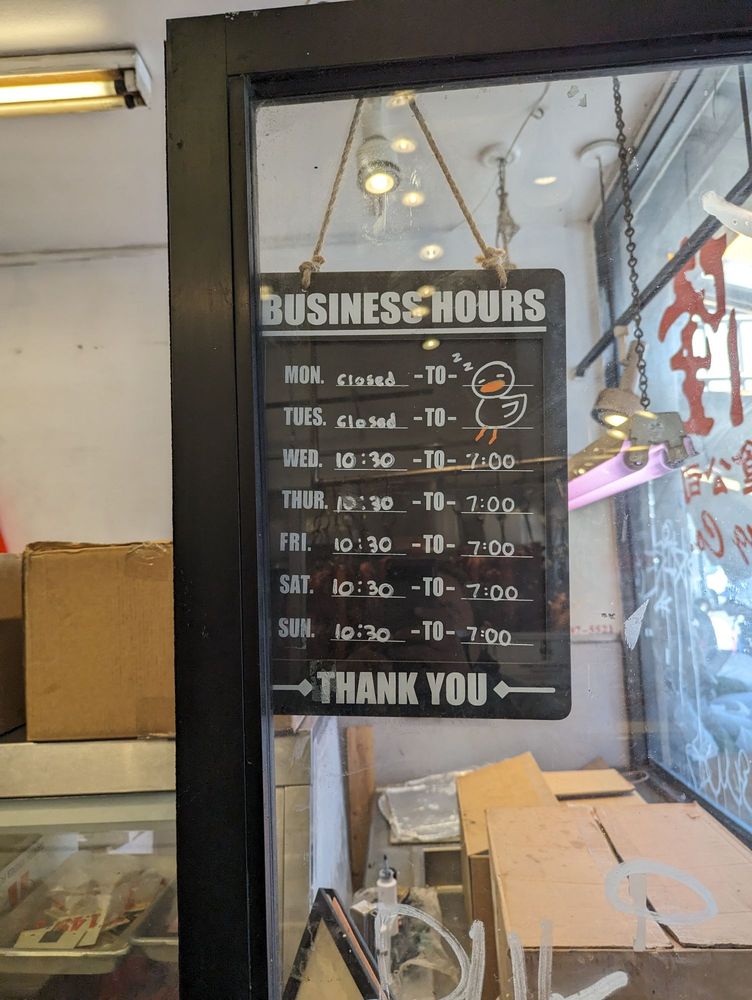 BUSINESS HOURS
MON. closed -TO-
zzz
TUES. closed -TO-
WED. 10:30 -TO- 7:00
THUR. 10:30 -TO- 7:00
FRI. 10:30 -TO- 7:00
SAT. 10:30 -TO- 7:00
SUN. 10:30 -TO- 7:00
THANK YOU